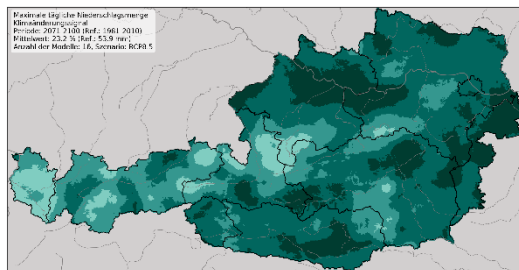 Maximale tägliche Niederschlagsmenge
Klimaänderungssignal
Periode: 2071-2100 (Ref.: 1981-2010)
Mittelwert: 23.2 % (Ref.: 53.9 mm)
Anzahl der Modelle: 16, Szenario: RCP8.5